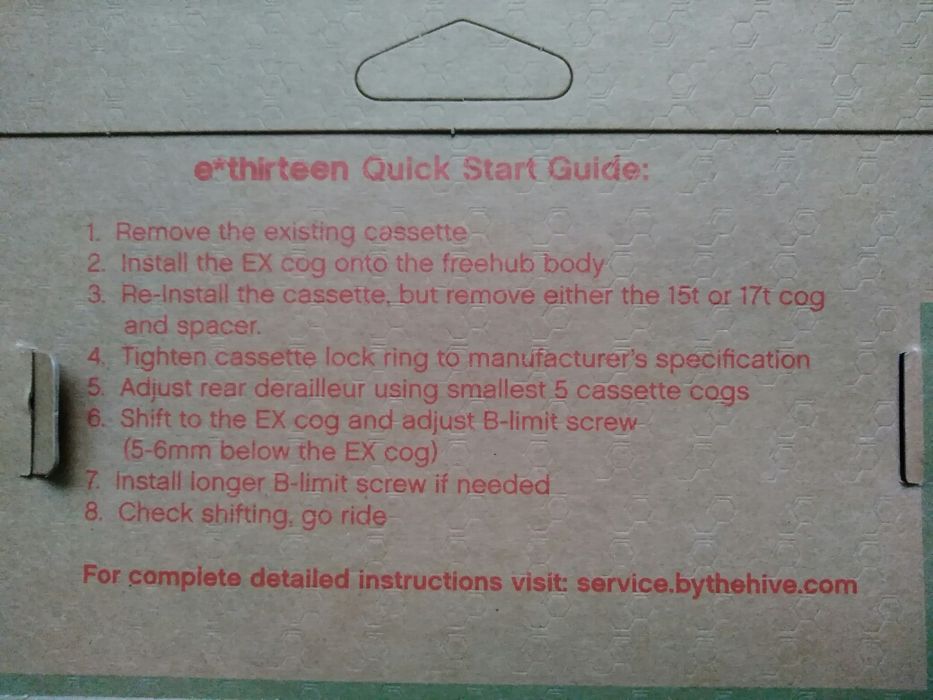 e*thirteen Quick Start Guide:
1. Remove the existing cassette
2. Install the EX cog onto the freehub body
3. Re-Install the cassette, but remove either the 15t or 17t cog
and spacer.
4. Tighten cassette lock ring to manufacturer's specification
5. Adjust rear derailleur using smallest 5 cassette cogs
6. Shift to the EX cog and adjust B-limit screw
(5-6mm below the EX cog)
7. Install longer B-limit screw if needed
8. Check shifting, go ride
For complete detailed instructions visit: service.bythehive.com